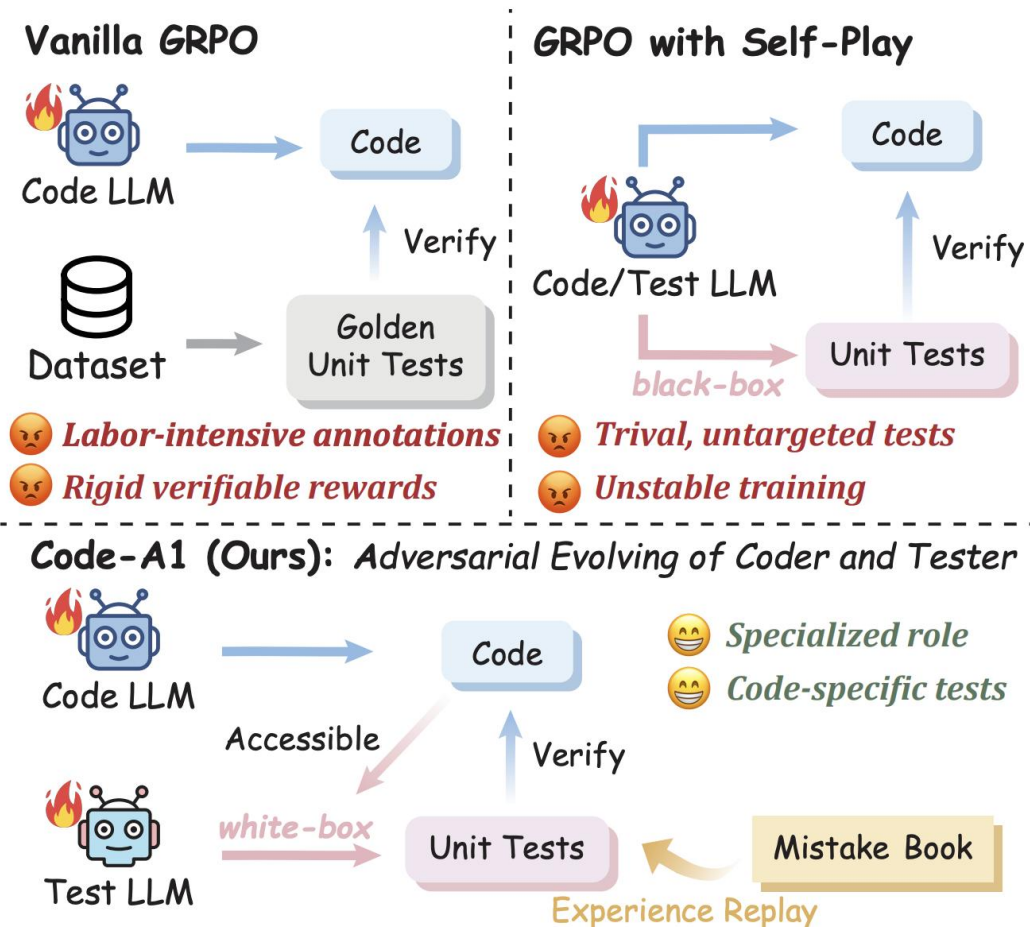 Vanilla GRPO
Code LLM
Code
Verify
Dataset
Golden
Unit Tests
Labor-intensive annotations
Rigid verifiable rewards
GRPO with Self-Play
Code
Code/Test LLM
Verify
black-box
Unit Tests
Trival, untargeted tests
Unstable training
Code-A1 (Ours): Adversarial Evolving of Coder and Tester
Code LLM
Code
Specialized role
Code-specific tests
Accessible
Verify
Test LLM
white-box
Unit Tests
Mistake Book
Experience Replay